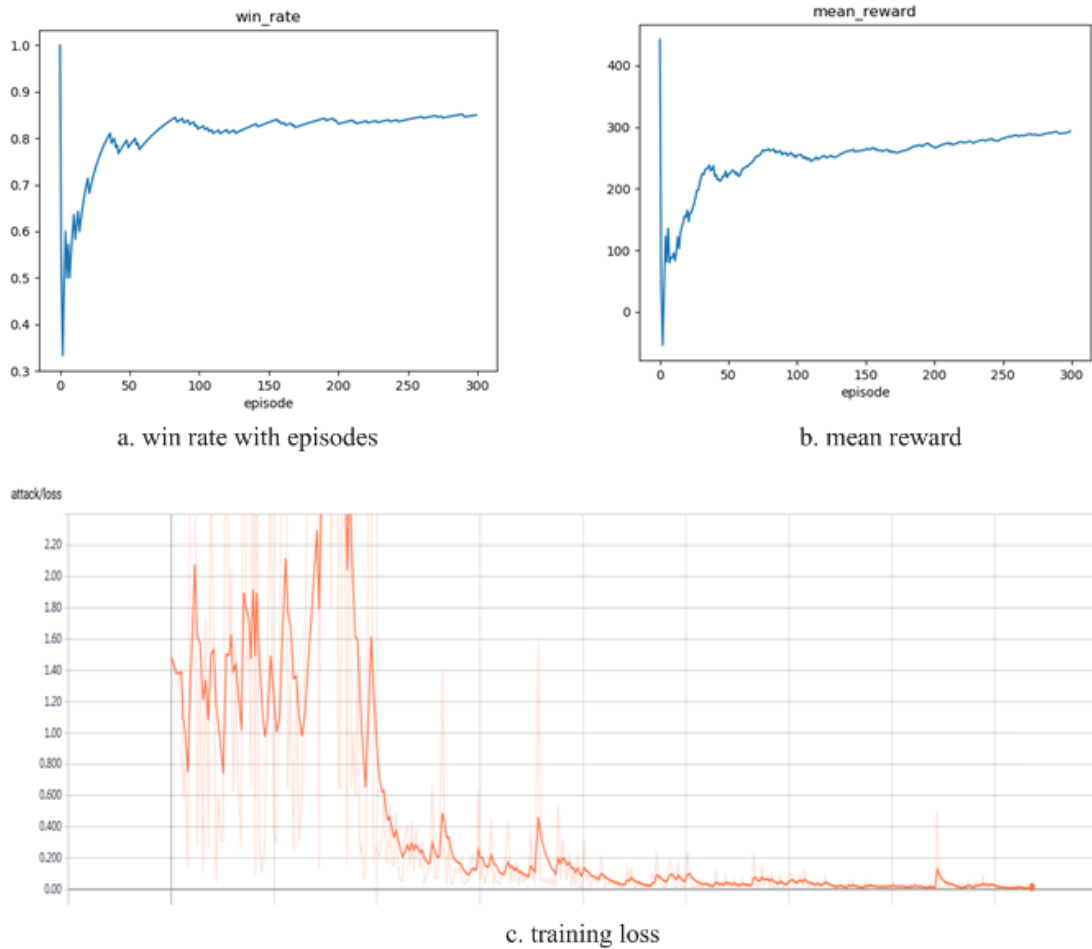 win_rate
1.0
0.9
0.8
0.7
0.6
0.5
0.4
0.3
0 50 100 150 200 250 300
episode
a. win rate with episodes
mean_reward
400
300
200
100
0
0 50 100 150 200 250 300
episode
b. mean reward
attack/loss
2.20
2.00
1.80
1.60
1.40
1.20
1.00
0.800
0.600
0.400
0.200
0.00
c. training loss